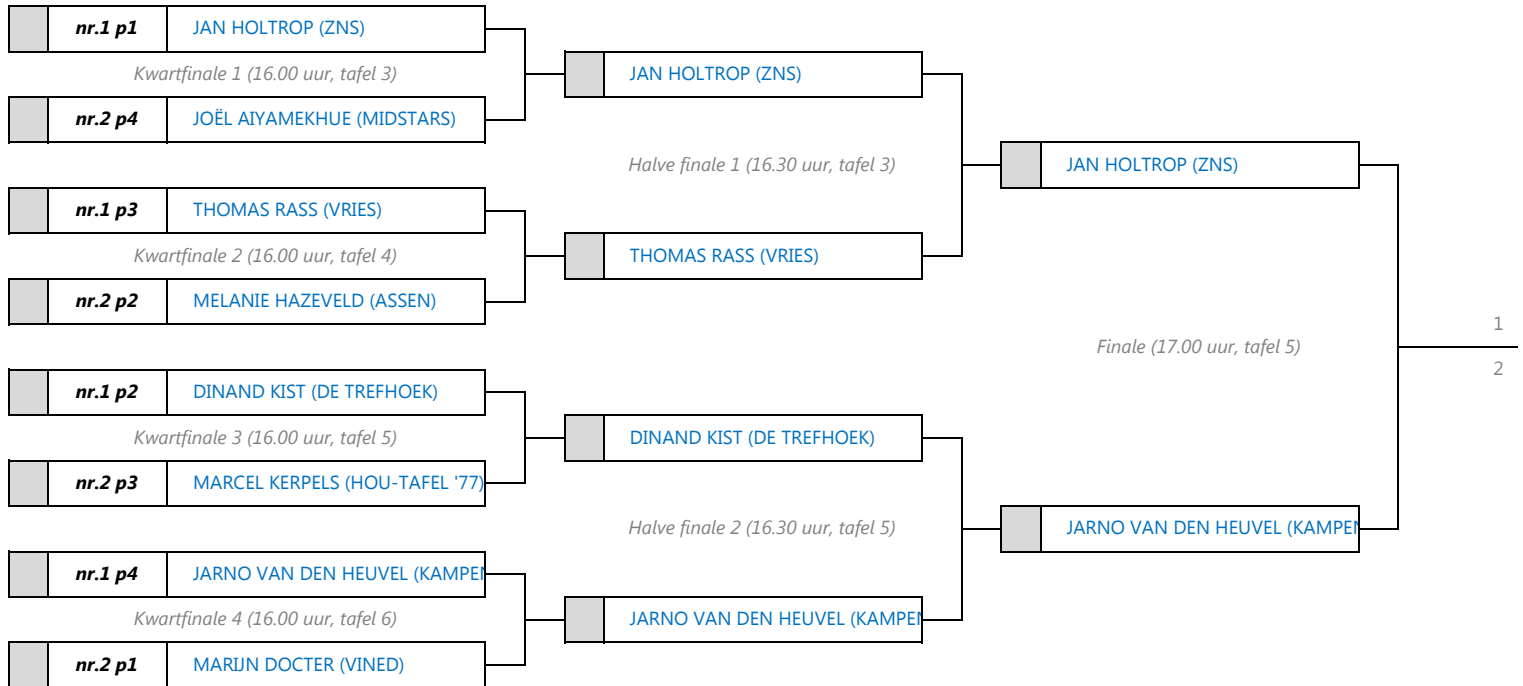 nr.1 p1 JAN HOLTROP (ZNS)
Kwartfinale 1 (16.00 uur, tafel 3)
JAN HOLTROP (ZNS)
nr.2 p4 JOËL AIYAMEKHUE (MIDSTARS)
Halve finale 1 (16.30 uur, tafel 3)
JAN HOLTROP (ZNS)
nr.1 p3 THOMAS RASS (VRIES)
Kwartfinale 2 (16.00 uur, tafel 4)
THOMAS RASS (VRIES)
nr.2 p2 MELANIE HAZEVELD (ASSEN)
1
Finale (17.00 uur, tafel 5)
2
nr.1 p2 DINAND KIST (DE TREFHOEK)
Kwartfinale 3 (16.00 uur, tafel 5)
DINAND KIST (DE TREFHOEK)
nr.2 p3 MARCEL KERPELS (HOU-TAFEL '77)
Halve finale 2 (16.30 uur, tafel 5)
JARNO VAN DEN HEUVEL (KAMPEN
nr.1 p4 JARNO VAN DEN HEUVEL (KAMPEN
Kwartfinale 4 (16.00 uur, tafel 6)
JARNO VAN DEN HEUVEL (KAMPEN
nr.2 p1 MARIJN DOCTER (VINED)